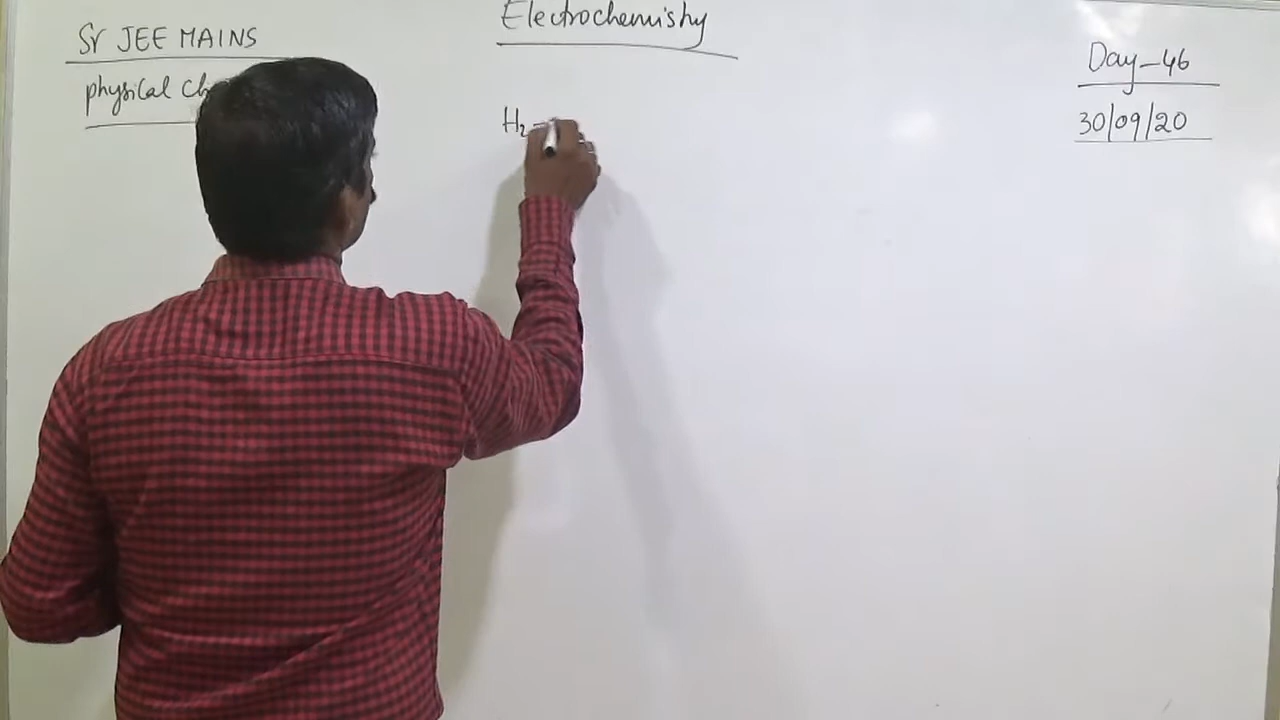 Sr JEE MAINS
Electrochemistry
Day-46
physical
30/09/20
H₂-